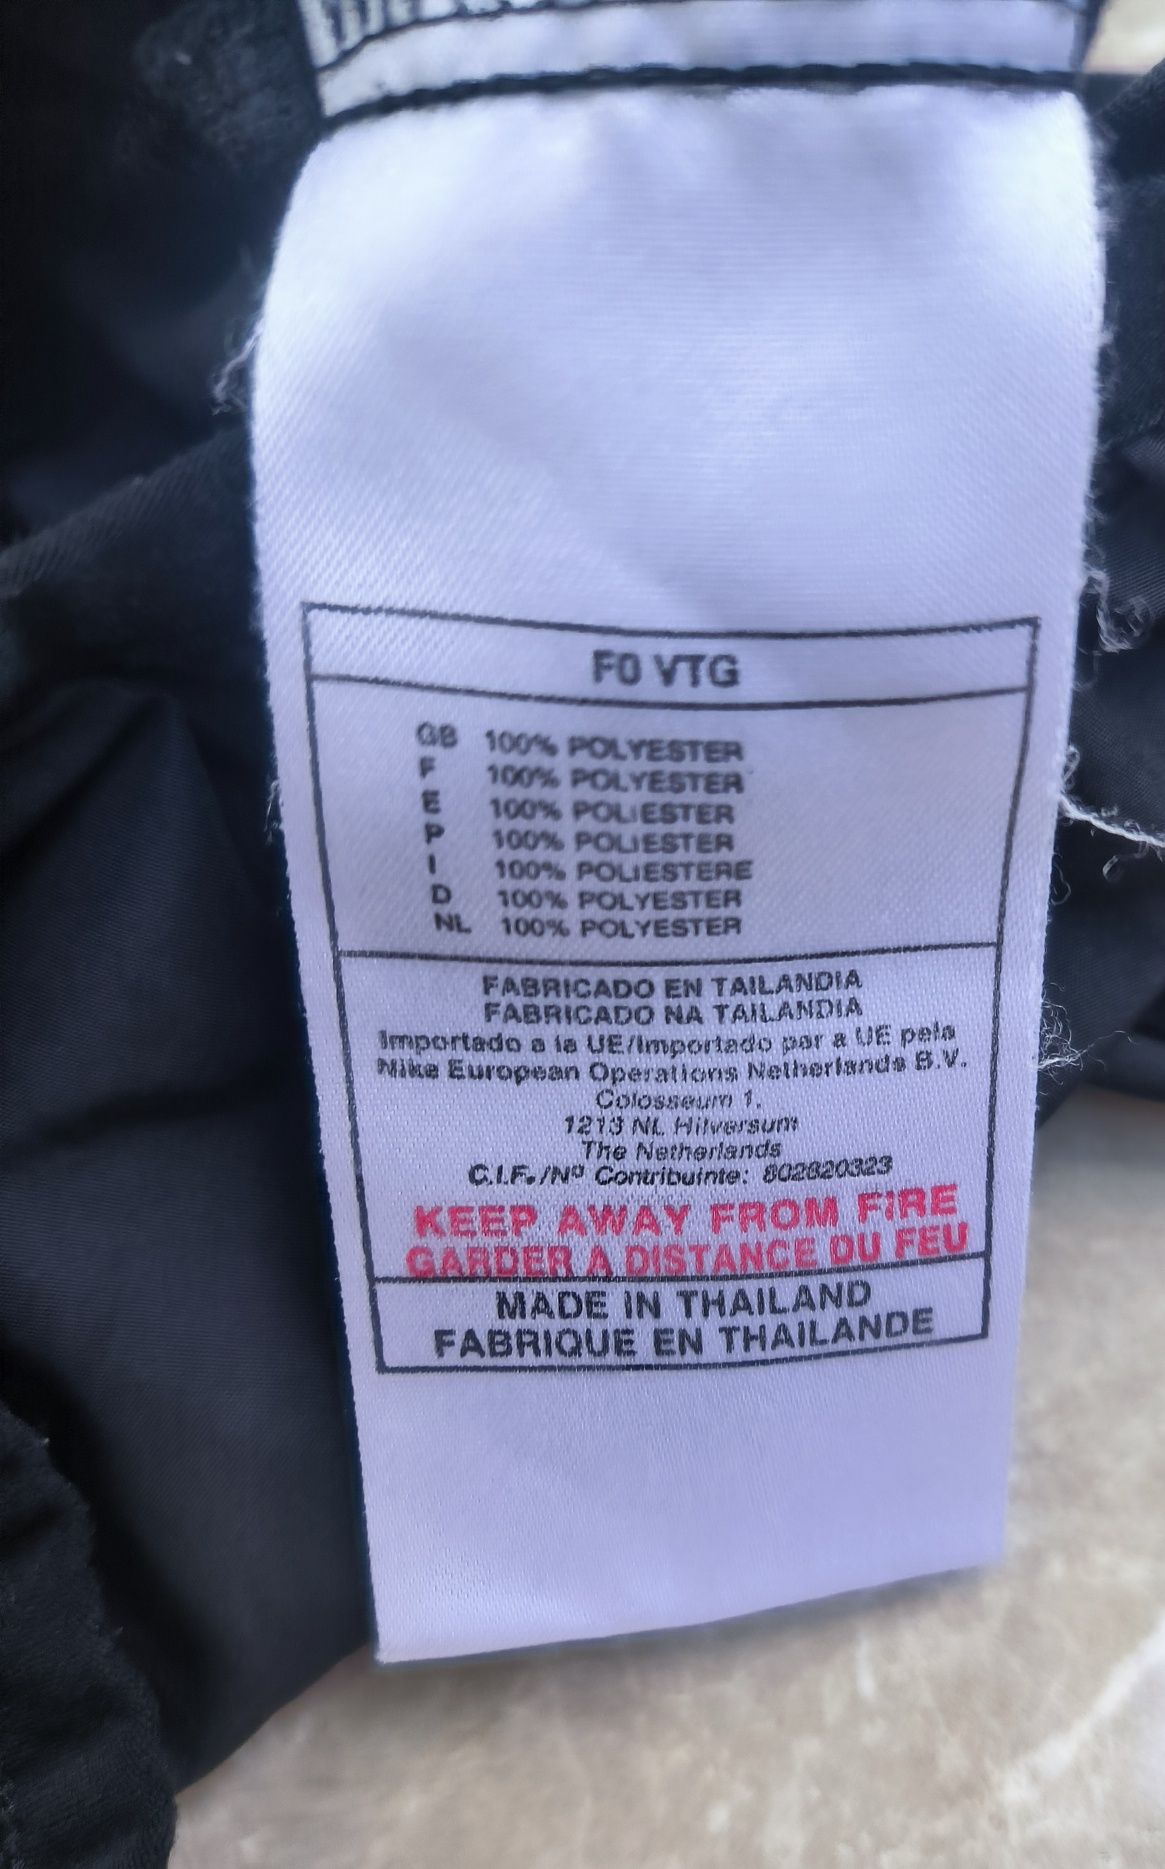 F0 VTG
GB 100% POLYESTER
F 100% POLYESTER
E 100% POLIESTER
P 100% POLIESTER
I 100% POLIESTERE
D 100% POLYESTER
NL 100% POLYESTER
FABRICADO EN TAILANDIA
FABRICADO NA TAILANDIA
Importado a la UE/Importado par a UE pela
Nike European Operations Netherlands B.V.
Colosseum 1.
1213 NL Hilversum
The Netherlands
C.I.F./Nº Contribuinte: 802820323
KEEP AWAY FROM FIRE
GARDER A DISTANCE DU FEU
MADE IN THAILAND
FABRIQUE EN THAILANDE